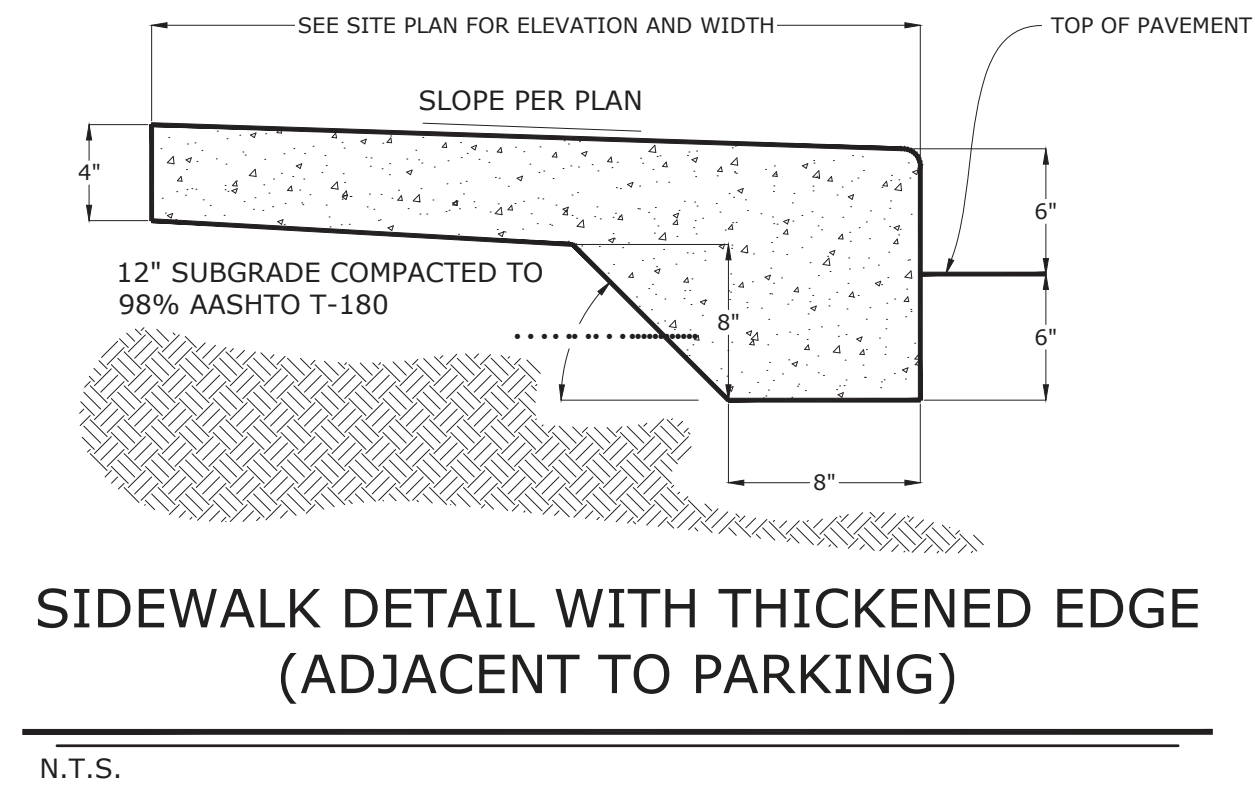 SEE SITE PLAN FOR ELEVATION AND WIDTH
TOP OF PAVEMENT
SLOPE PER PLAN
4"
6"
12" SUBGRADE COMPACTED TO
98% AASHTO T-180
8"
6"
8"
SIDEWALK DETAIL WITH THICKENED EDGE
(ADJACENT TO PARKING)
N.T.S.